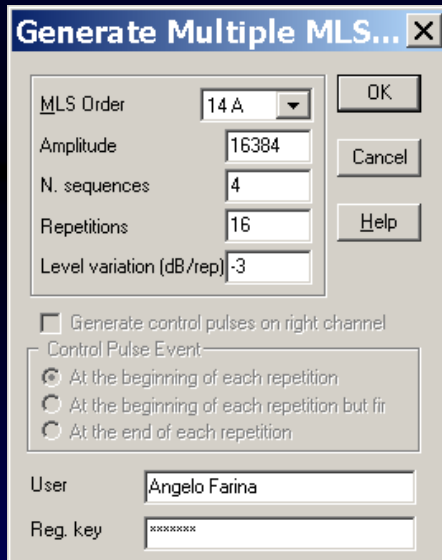 Generate Multiple MLS...
MLS Order 14 A
OK
Amplitude 16384
Cancel
N. sequences 4
Repetitions 16
Help
Level variation (dB/rep) -3
Generate control pulses on right channel
Control Pulse Event
At the beginning of each repetition
At the beginning of each repetition but fir
At the end of each repetition
User Angelo Farina
Reg. key *******